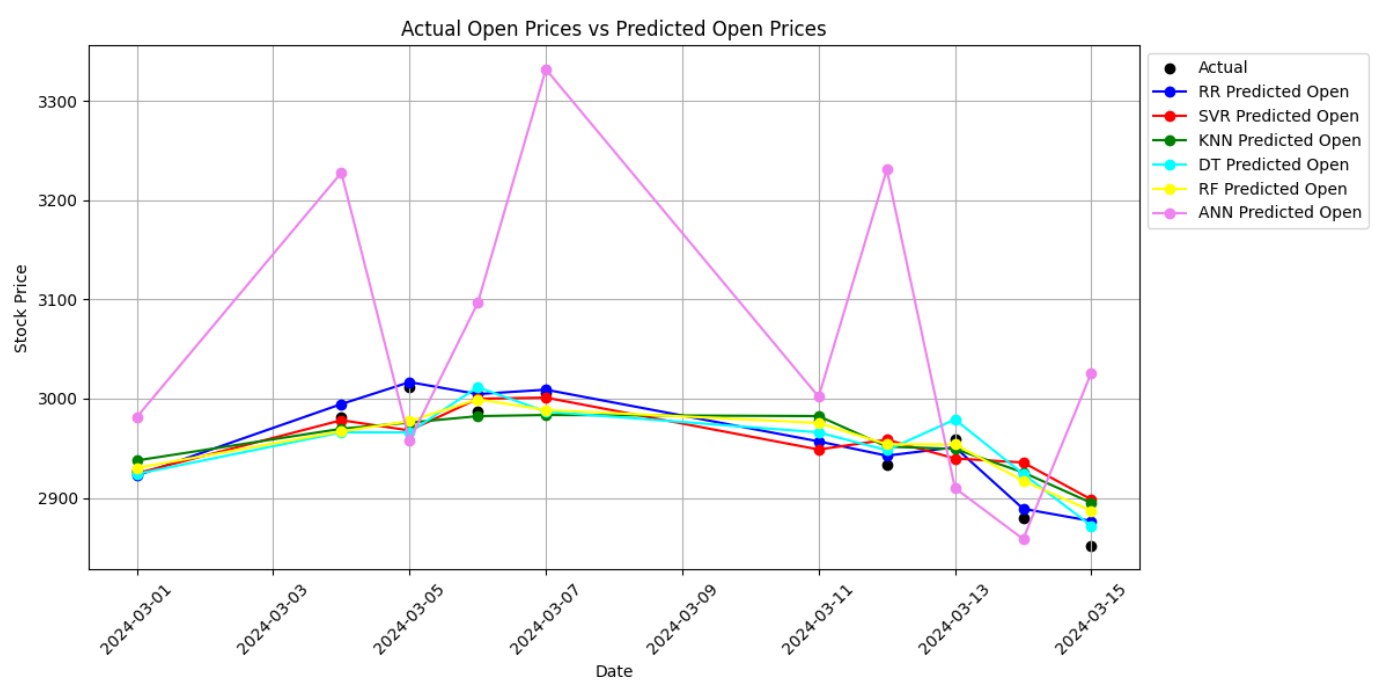 Actual Open Prices vs Predicted Open Prices
Actual
RR Predicted Open
SVR Predicted Open
KNN Predicted Open
DT Predicted Open
RF Predicted Open
ANN Predicted Open
Stock Price
3300
3200
3100
3000
2900
2024-03-01
2024-03-03
2024-03-05
2024-03-07
2024-03-09
2024-03-11
2024-03-13
2024-03-15
Date